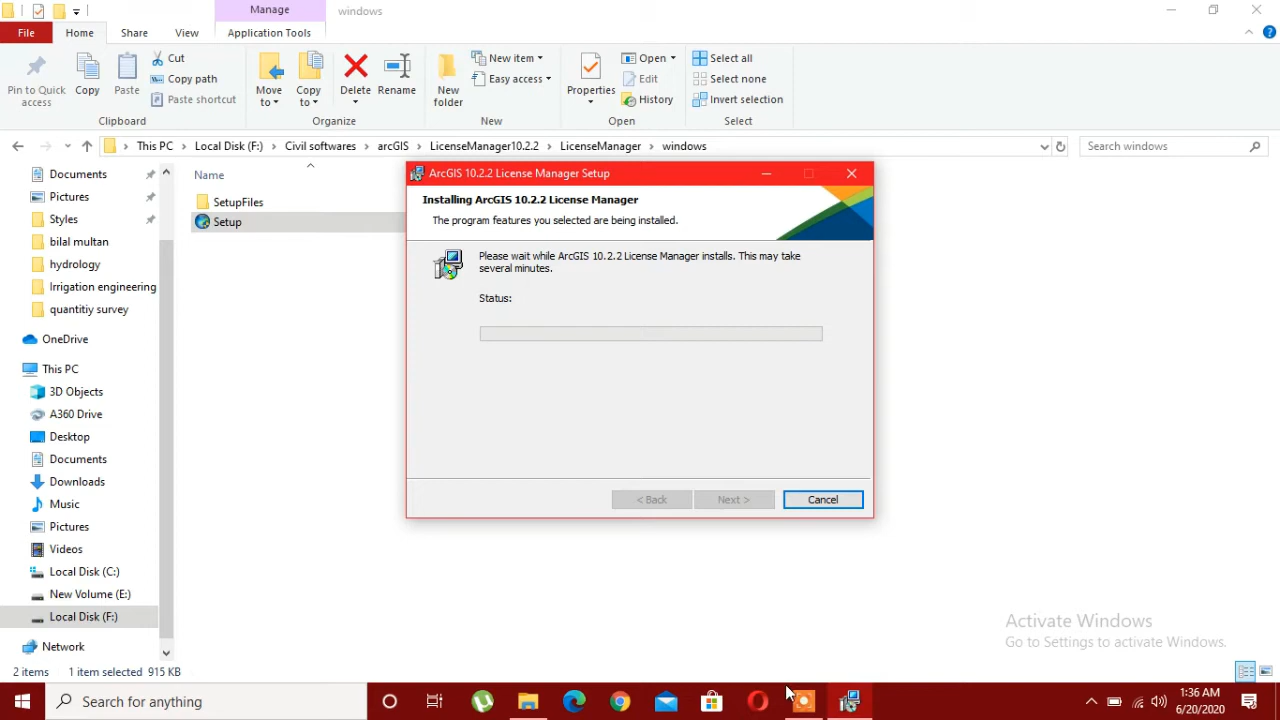 Manage
windows
File
Home
Share
View
Application Tools
Pin to Quick access
Copy
Paste
Cut
Copy path
Paste shortcut
Move to
Copy to
Delete
Rename
New folder
New item
Easy access
Properties
Open
Edit
History
Select all
Select none
Invert selection
Clipboard
Organize
New
Open
Select
This PC > Local Disk (F:) > Civil softwares > arcGIS > LicenseManager10.2.2 > LicenseManager > windows
Search windows
Documents
Pictures
Styles
bilal multan
hydrology
Irrigation engineering
quantitiy survey
OneDrive
This PC
3D Objects
A360 Drive
Desktop
Documents
Downloads
Music
Pictures
Videos
Local Disk (C:)
New Volume (E:)
Local Disk (F:)
Network
Name
SetupFiles
Setup
ArcGIS 10.2.2 License Manager Setup
Installing ArcGIS 10.2.2 License Manager
The program features you selected are being installed.
Please wait while ArcGIS 10.2.2 License Manager installs. This may take
several minutes.
Status:
< Back
Next >
Cancel
Activate Windows
Go to Settings to activate Windows.
2 items
1 item selected 915 KB
Search for anything
1:36 AM
6/20/2020